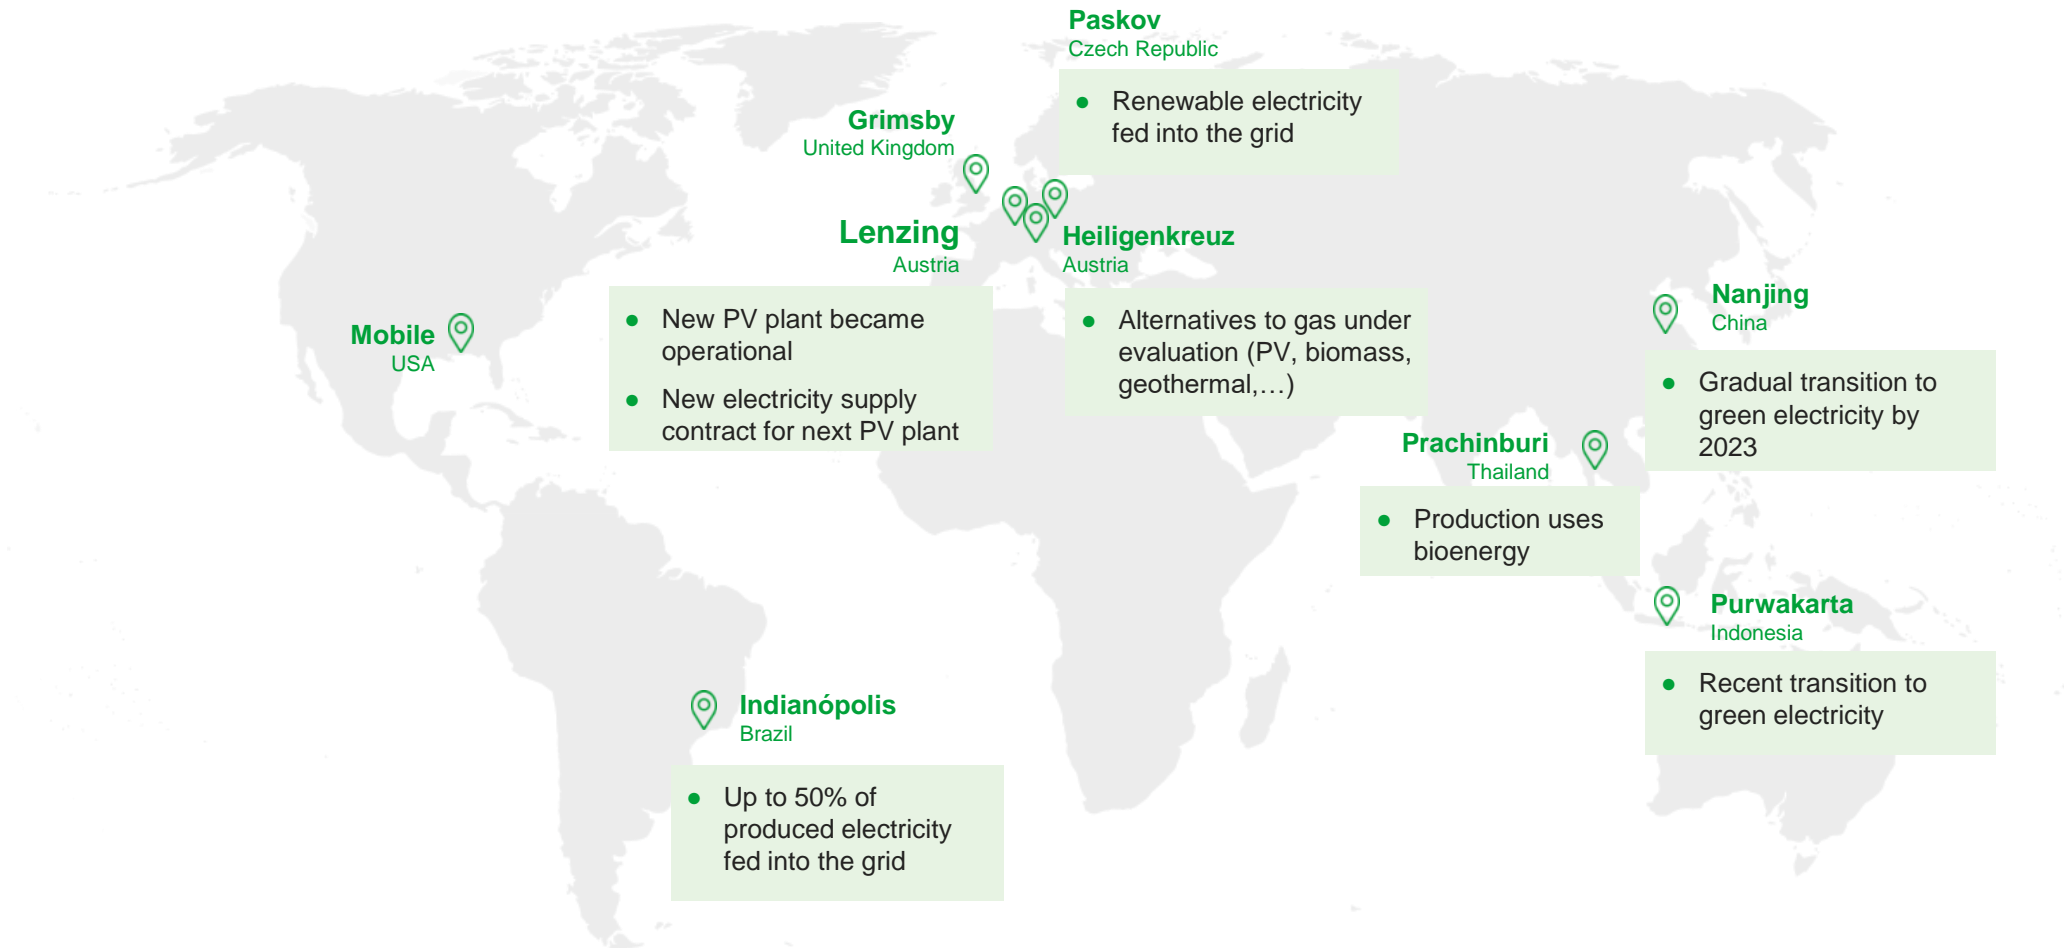 Paskov
Czech Republic
● Renewable electricity
fed into the grid
Grimsby
United Kingdom
Lenzing
Austria
● New PV plant became
operational
● New electricity supply
contract for next PV plant
Heiligenkreuz
Austria
● Alternatives to gas under
evaluation (PV, biomass,
geothermal,…)
Nanjing
China
● Gradual transition to
green electricity by
2023
Mobile
USA
Prachinburi
Thailand
● Production uses
bioenergy
Purwakarta
Indonesia
● Recent transition to
green electricity
Indianópolis
Brazil
● Up to 50% of
produced electricity
fed into the grid